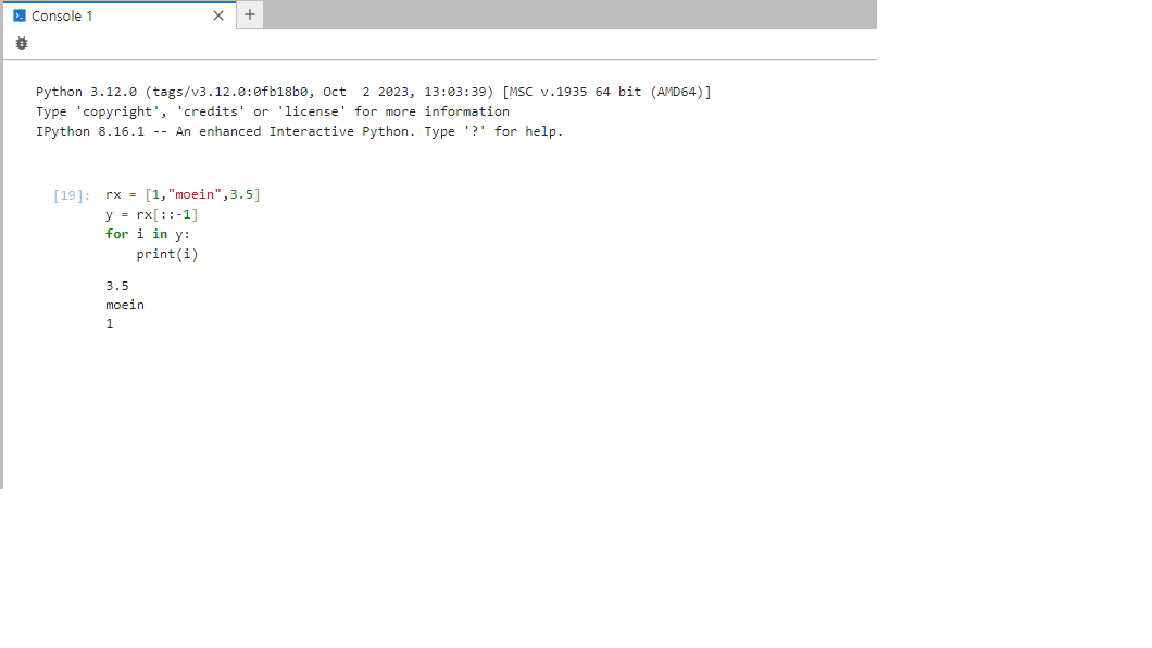 Console 1
Python 3.12.0 (tags/v3.12.0:0fb18b0, Oct  2 2023, 13:03:39) [MSC v.1935 64 bit (AMD64)]
Type 'copyright', 'credits' or 'license' for more information
IPython 8.16.1 -- An enhanced Interactive Python. Type '?' for help.
[19]: rx = [1,"moein",3.5]
y = rx[::-1]
for i in y:
    print(i)
3.5
moein
1